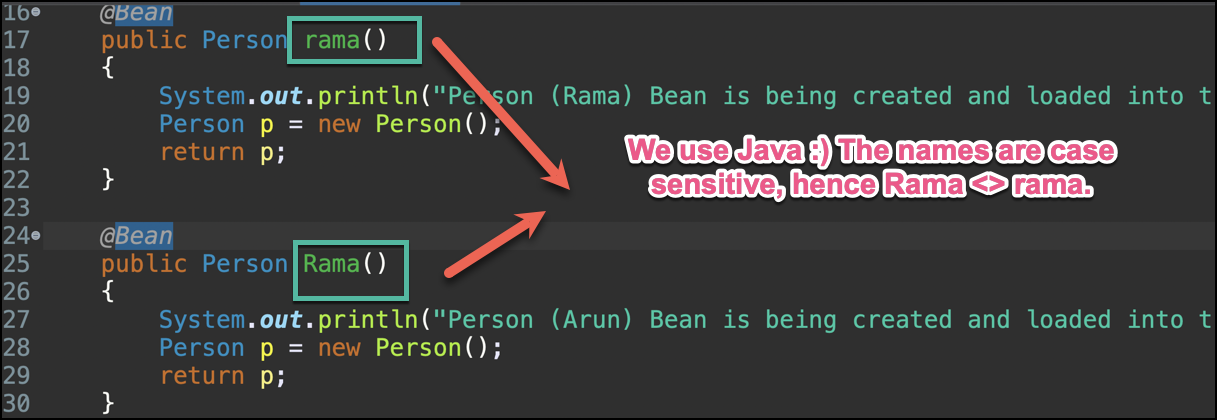 16 @Bean
17 public Person rama()
18 {
19 System.out.println("Person (Rama) Bean is being created and loaded into t
20 Person p = new Person();
21 return p;
22 }
23
We use Java :) The names are case
sensitive, hence Rama <> rama.
24 @Bean
25 public Person Rama()
26 {
27 System.out.println("Person (Arun) Bean is being created and loaded into t
28 Person p = new Person();
29 return p;
30 }